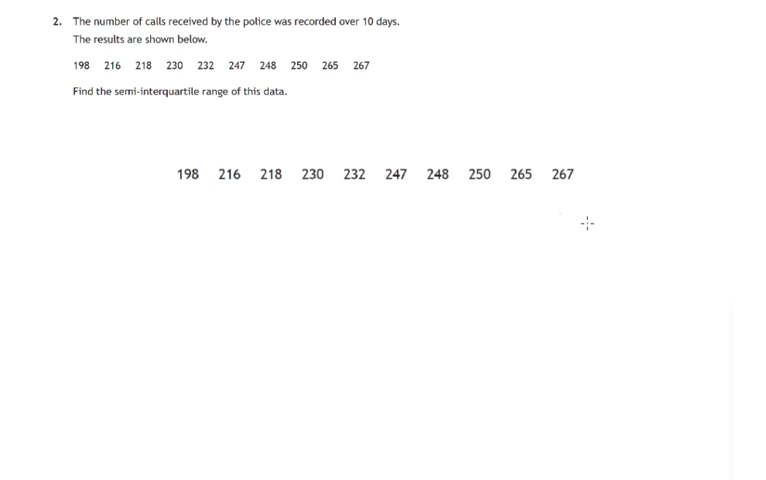 2. The number of calls received by the police was recorded over 10 days.
The results are shown below.
198 216 218 230 232 247 248 250 265 267
Find the semi-interquartile range of this data.
198 216 218 230 232 247 248 250 265 267